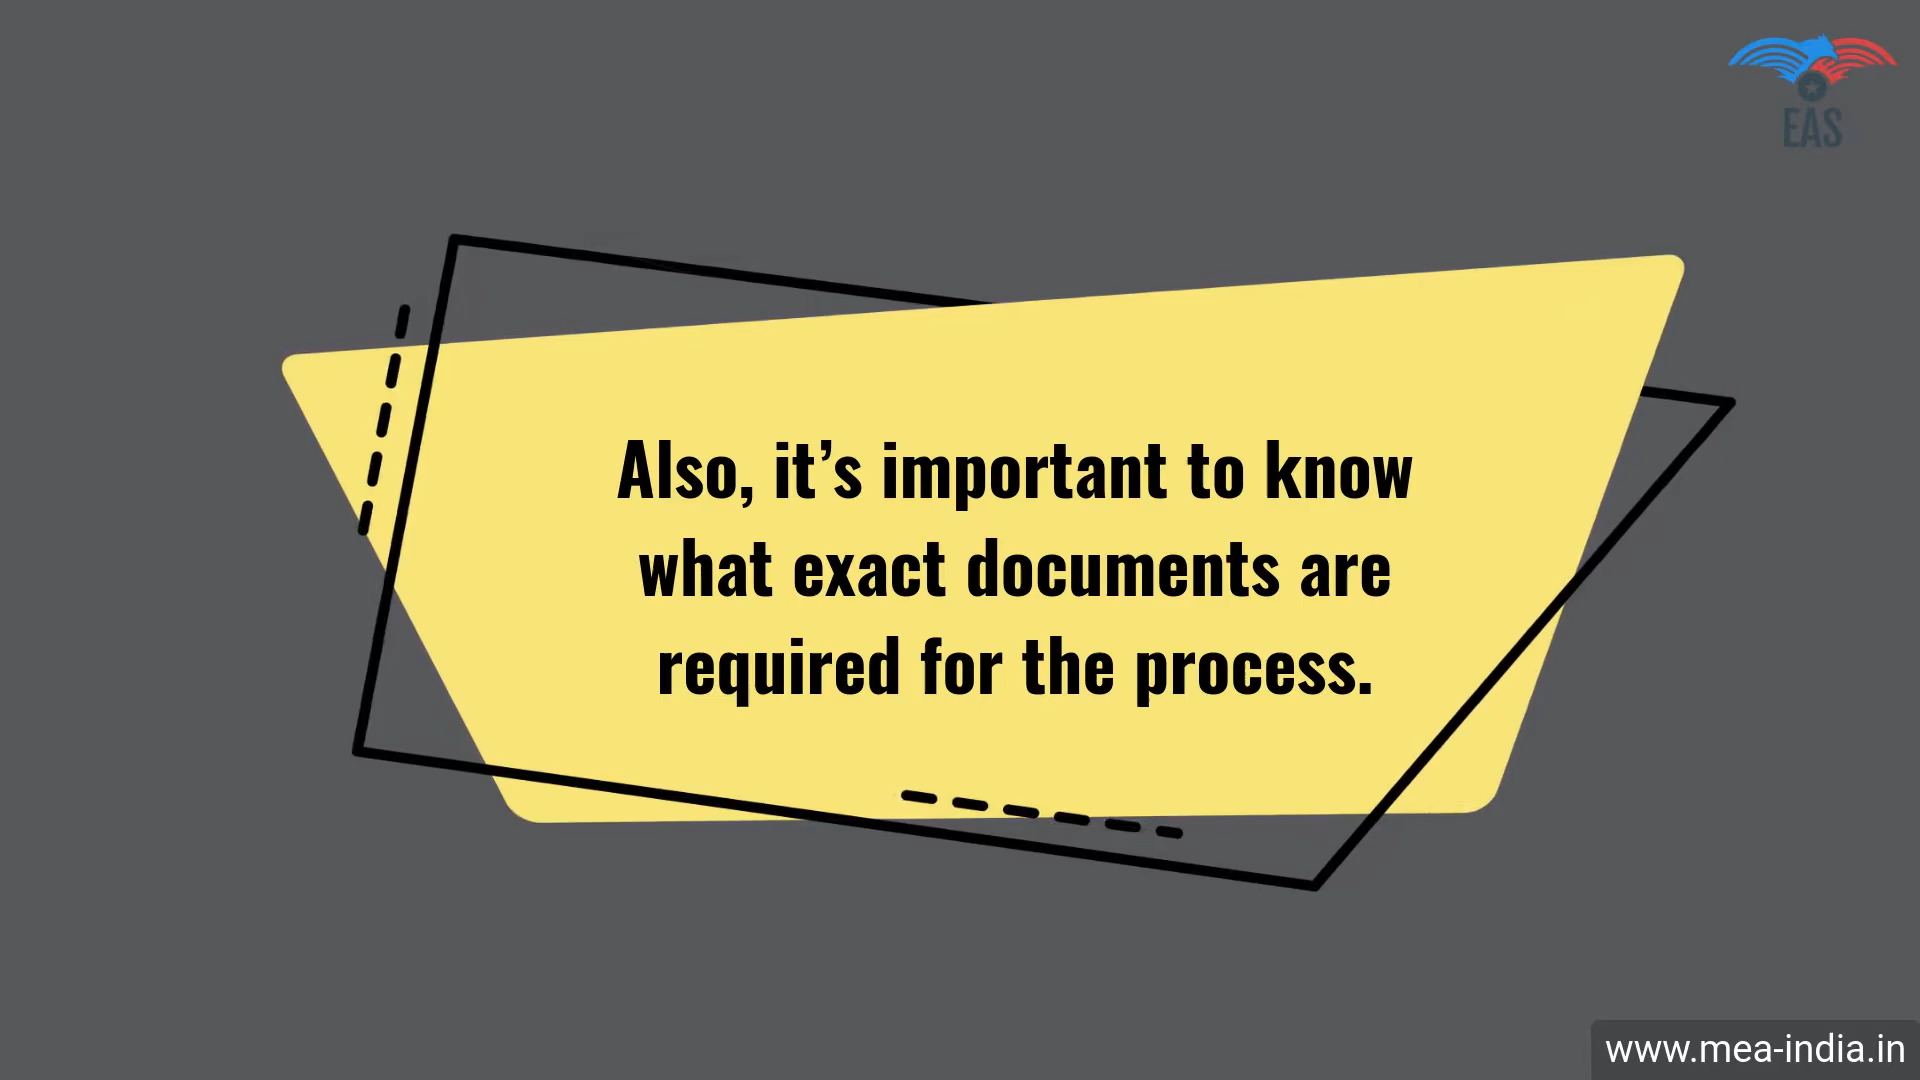 EAS
Also, it’s important to know
what exact documents are
required for the process.
www.mea-india.in